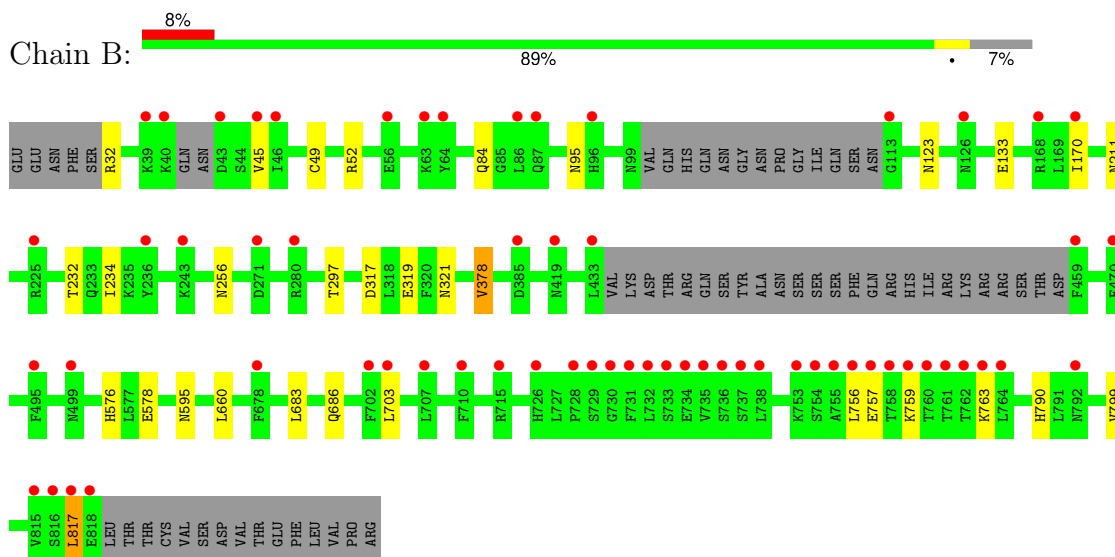 8%
Chain B:
89% • 7%
GLU GLU ASN PHE SER R32 K39 K40 GLN ASN D43 S44 V45 I46 C49 R52 E56 K63 Y64 Q84 G85 L86 Q87 N95 H96 N99 VAL GLN HIS GLN ASN GLY ASN PRO GLY ILE GLN SER ASN G113 N123 N126 E133 R168 L169 I170 N211
R225 T232 Q233 I234 K235 Y236 K243 N256 D271 R280 T297 D317 L318 E319 F320 N321 V378 D385 N419 L433 VAL LYS ASP THR ARG GLN SER TYR ALA ASN SER SER SER PHE GLN ARG HIS ILE ARG LYS ARG ARG SER THR ASP F459
F495 N499 H576 L577 E578 N595 L660 F678 L683 Q686 F702 L703 L707 F710 R715 H726 L727 P728 S729 G730 F731 L732 S733 E734 V735 S736 S737 L738 K753 S754 A755 L756 E757 T758 K759 T760 T761 T762 K763 L764 H790 L791 N792
V815 S816 L817 E818 LEU THR THR CYS VAL SER ASP VAL THR GLU PHE LEU VAL PRO ARG